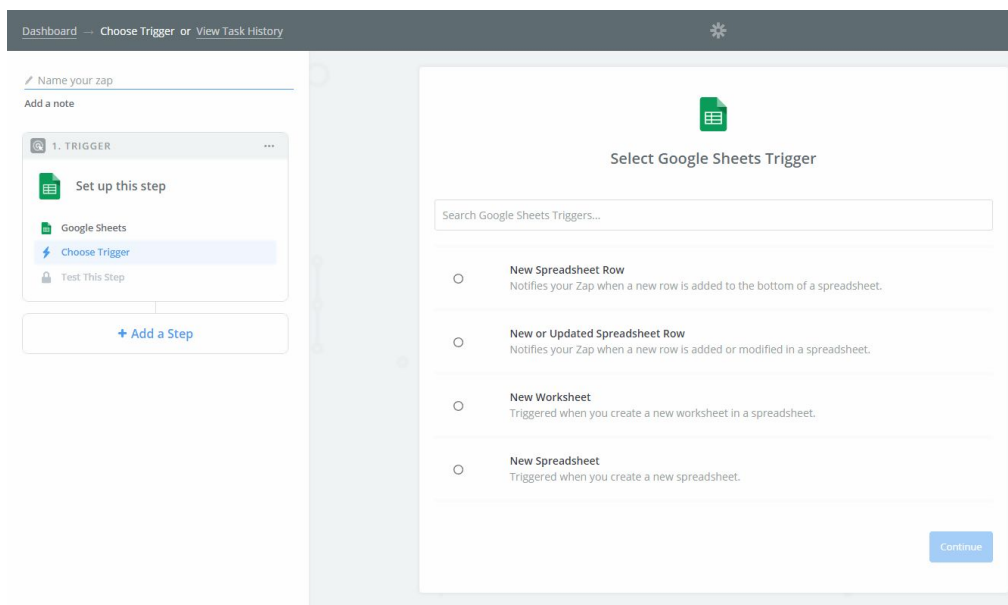 Dashboard → Choose Trigger or View Task History
Name your zap
Add a note
1. TRIGGER
...
Set up this step
Google Sheets
Choose Trigger
Test This Step
+ Add a Step
Select Google Sheets Trigger
Search Google Sheets Triggers...
New Spreadsheet Row
Notifies your Zap when a new row is added to the bottom of a spreadsheet.
New or Updated Spreadsheet Row
Notifies your Zap when a new row is added or modified in a spreadsheet.
New Worksheet
Triggered when you create a new worksheet in a spreadsheet.
New Spreadsheet
Triggered when you create a new spreadsheet.
Continue